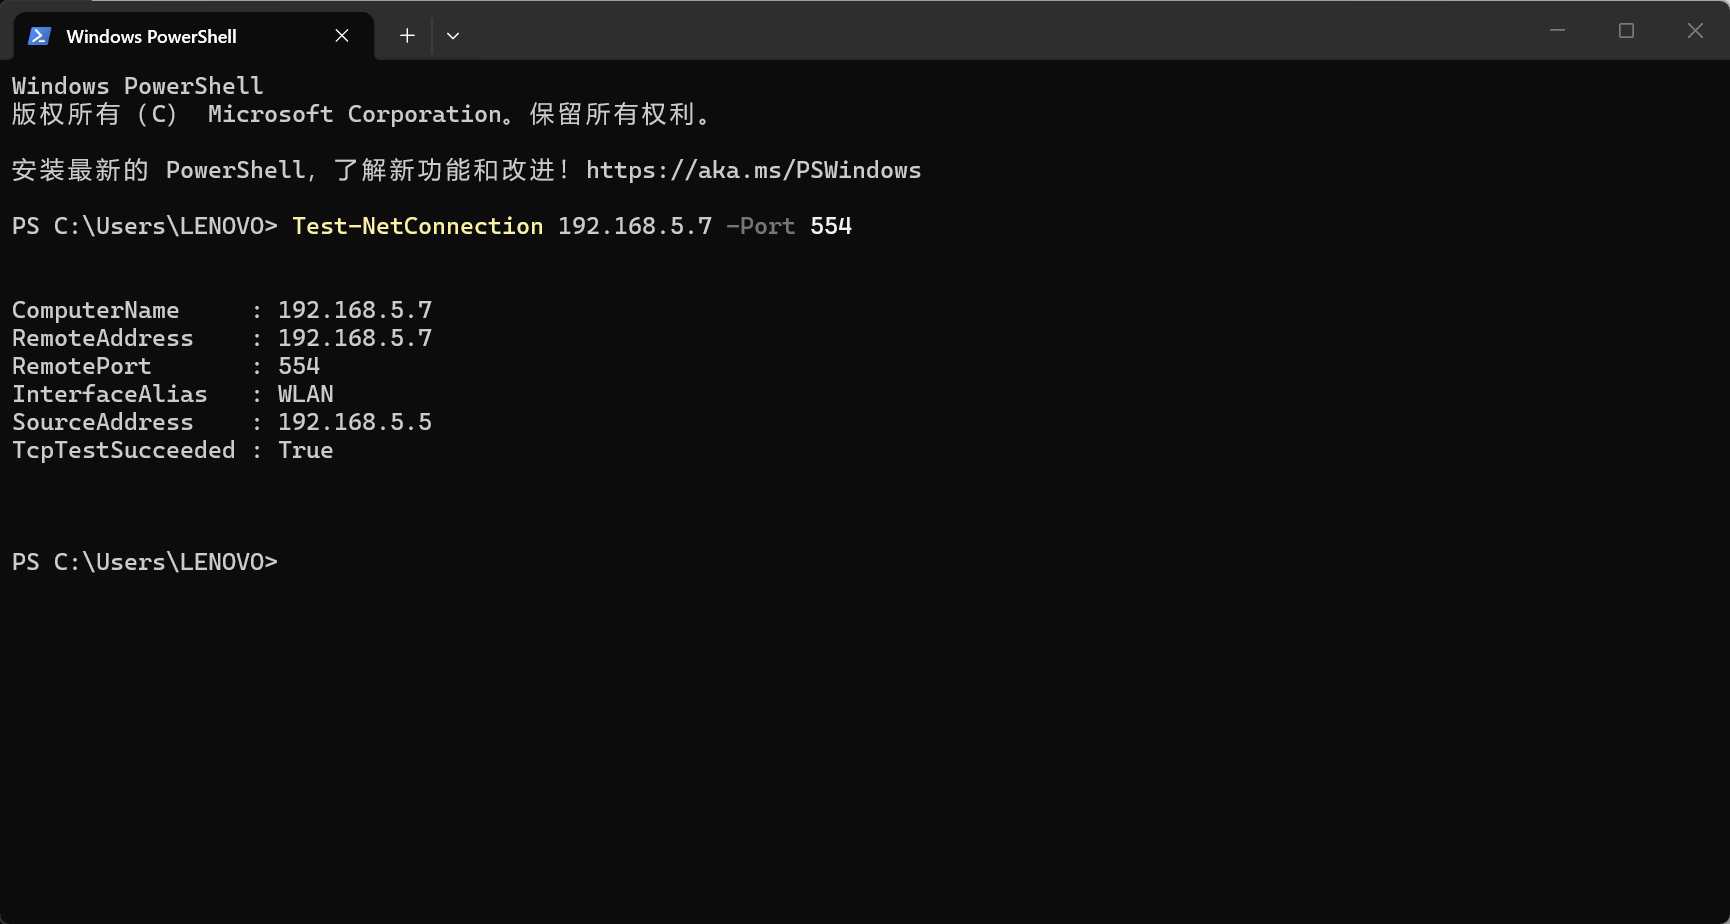 Windows PowerShell
Windows PowerShell
版权所有（C） Microsoft Corporation。保留所有权利。
安装最新的 PowerShell，了解新功能和改进！https://aka.ms/PSWindows
PS C:\Users\LENOVO> Test-NetConnection 192.168.5.7 -Port 554
ComputerName     : 192.168.5.7
RemoteAddress    : 192.168.5.7
RemotePort       : 554
InterfaceAlias   : WLAN
SourceAddress    : 192.168.5.5
TcpTestSucceeded : True
PS C:\Users\LENOVO>